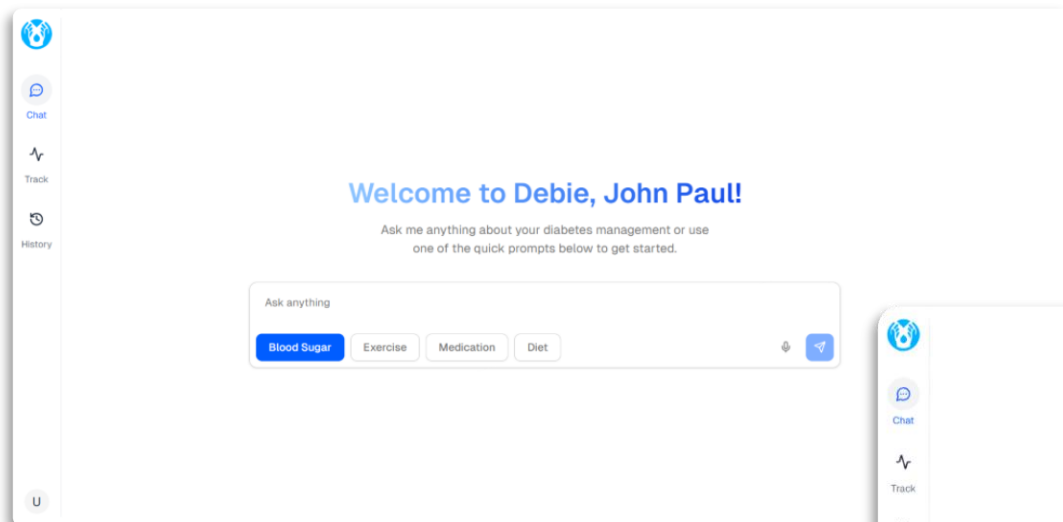 Chat
Track
History
Welcome to Debie, John Paul!
Ask me anything about your diabetes management or use
one of the quick prompts below to get started.
Ask anything
Blood Sugar
Exercise
Medication
Diet
U
Chat
Track